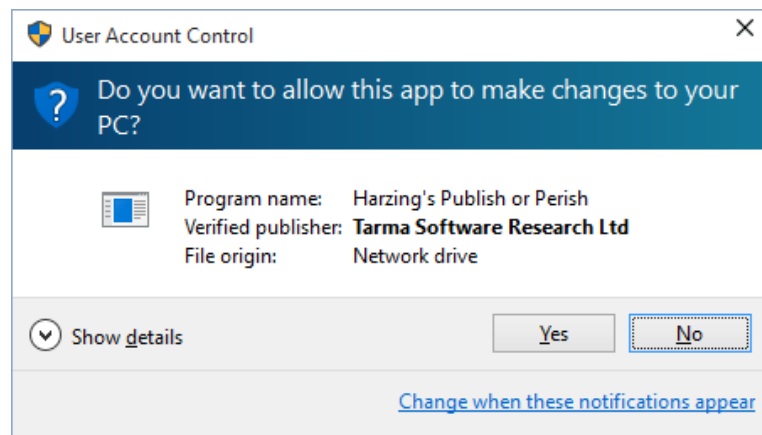 User Account Control
Do you want to allow this app to make changes to your
PC?
Program name: Harzing's Publish or Perish
Verified publisher: Tarma Software Research Ltd
File origin: Network drive
Show details
Yes
No
Change when these notifications appear